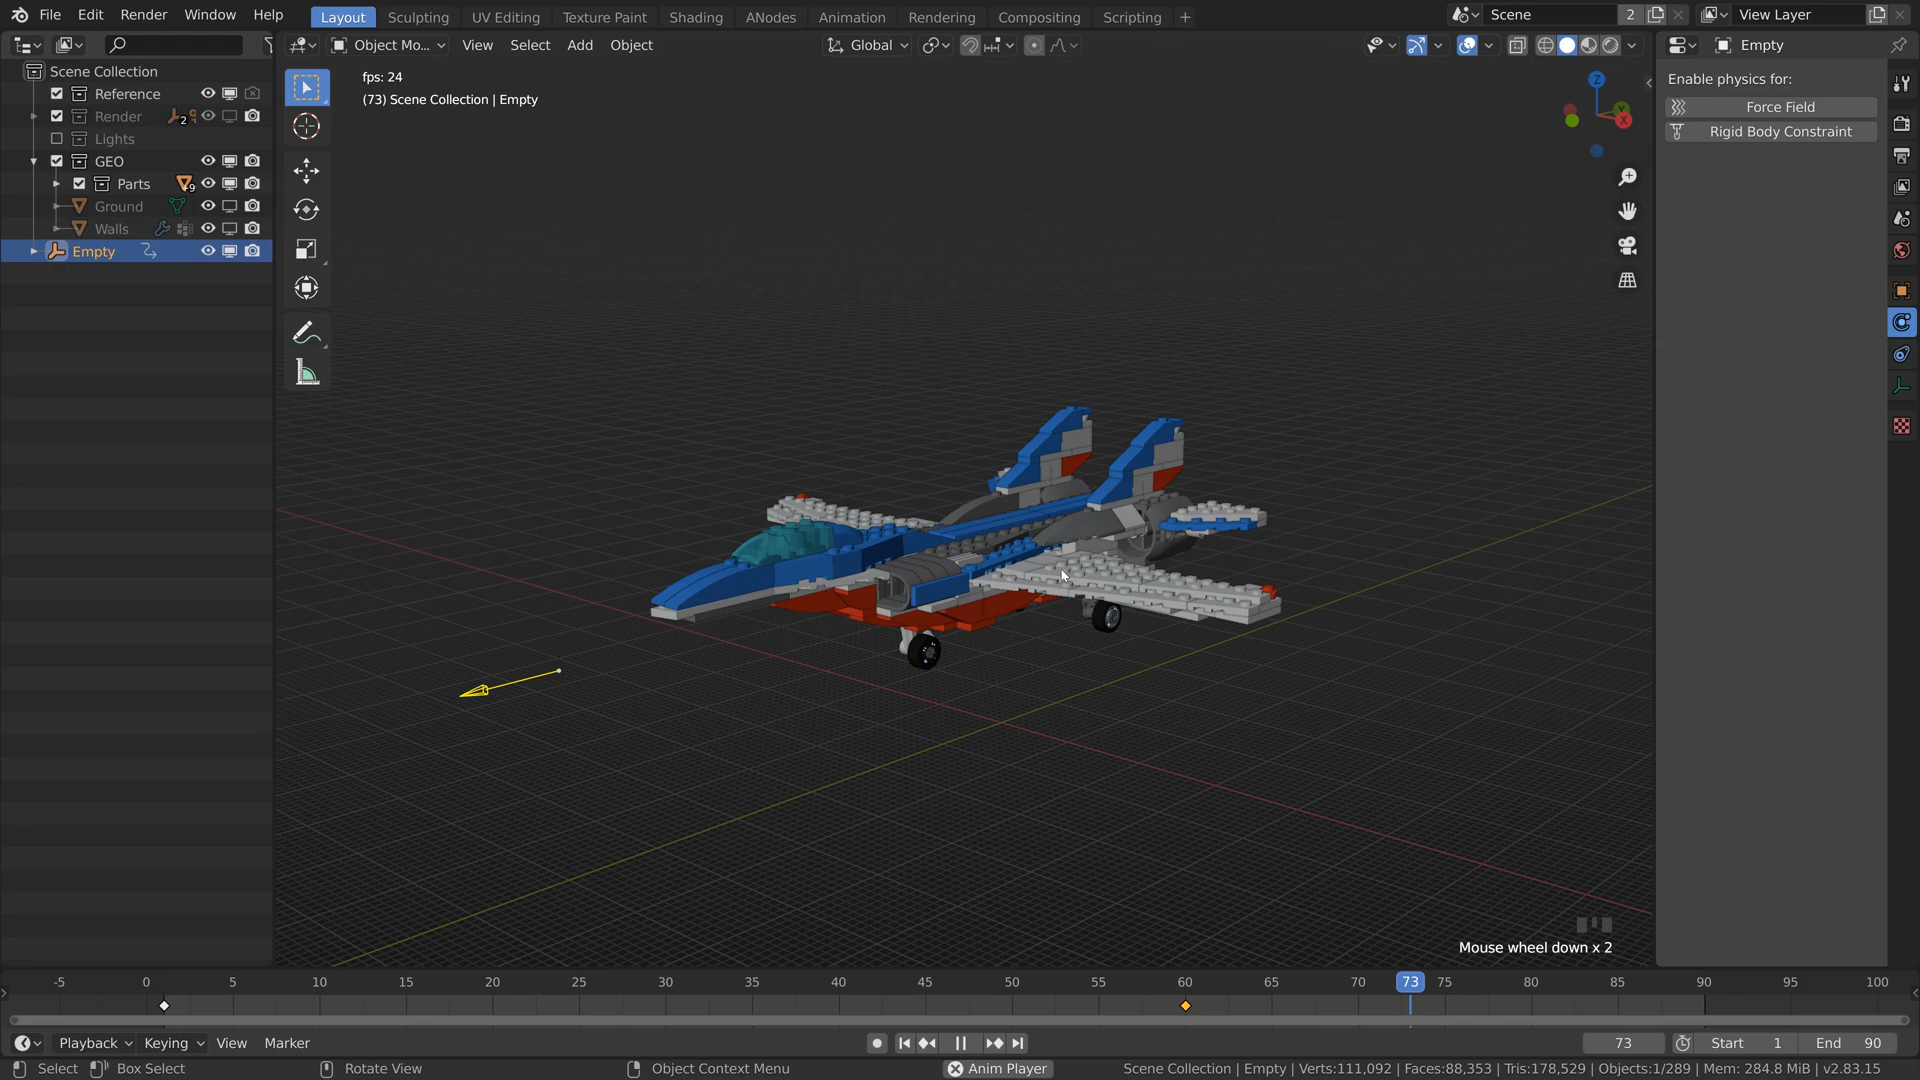 File Edit Render Window Help Layout Sculpting UV Editing Texture Paint Shading ANodes Animation Rendering Compositing Scripting + Scene 2 View Layer
Object Mo... View Select Add Object Global Empty
Scene Collection
Reference
Render 2
Lights
GEO
Parts +9
Ground
Walls
Empty
fps: 24
(73) Scene Collection | Empty
Z
Y
X
Enable physics for:
Force Field
Rigid Body Constraint
Mouse wheel down x 2
-5 0 5 10 15 20 25 30 35 40 45 50 55 60 65 70 73 75 80 85 90 95 100
Playback Keying View Marker 73 Start 1 End 90
Select Box Select Rotate View Object Context Menu Anim Player Scene Collection | Empty | Verts:111,092 | Faces:88,353 | Tris:178,529 | Objects:1/289 | Mem: 284.8 MiB | v2.83.15